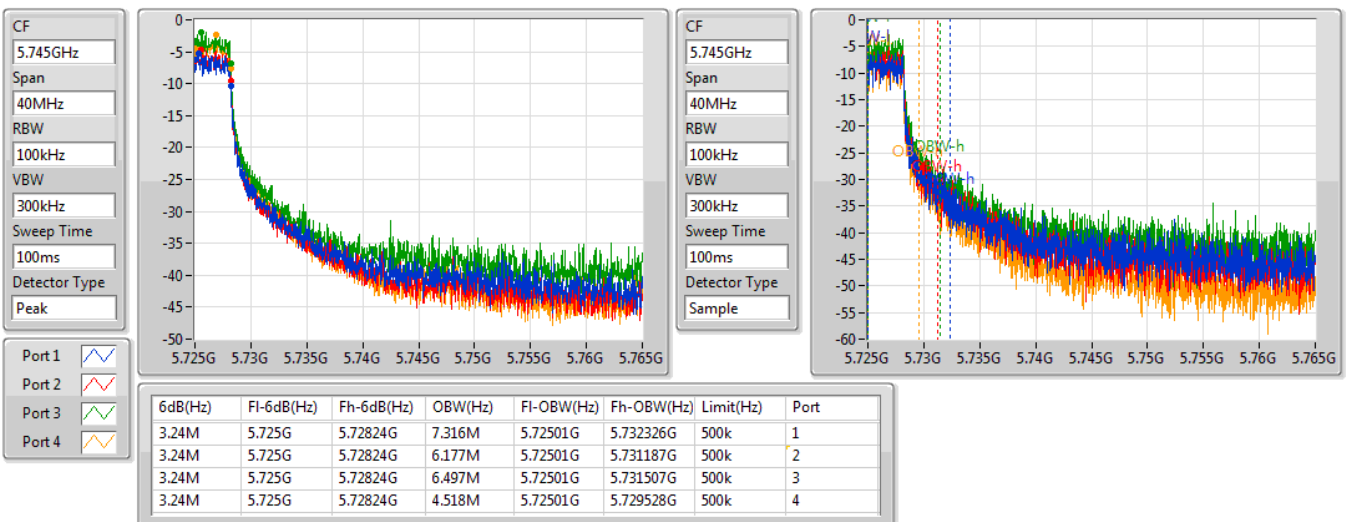 CF
5.745GHz
Span
40MHz
RBW
100kHz
VBW
300kHz
Sweep Time
100ms
Detector Type
Peak
0
-5
-10
-15
-20
-25
-30
-35
-40
-45
-50
5.725G 5.73G 5.735G 5.74G 5.745G 5.75G 5.755G 5.76G 5.765G
CF
5.745GHz
Span
40MHz
RBW
100kHz
VBW
300kHz
Sweep Time
100ms
Detector Type
Sample
0
-5
-10
-15
-20
-25
-30
-35
-40
-45
-50
-55
-60
OBW-h
5.725G 5.73G 5.735G 5.74G 5.745G 5.75G 5.755G 5.76G 5.765G
Port 1
Port 2
Port 3
Port 4
6dB(Hz) Fl-6dB(Hz) Fh-6dB(Hz) OBW(Hz) Fl-OBW(Hz) Fh-OBW(Hz) Limit(Hz) Port
3.24M 5.725G 5.72824G 7.316M 5.72501G 5.732326G 500k 1
3.24M 5.725G 5.72824G 6.177M 5.72501G 5.731187G 500k 2
3.24M 5.725G 5.72824G 6.497M 5.72501G 5.731507G 500k 3
3.24M 5.725G 5.72824G 4.518M 5.72501G 5.729528G 500k 4